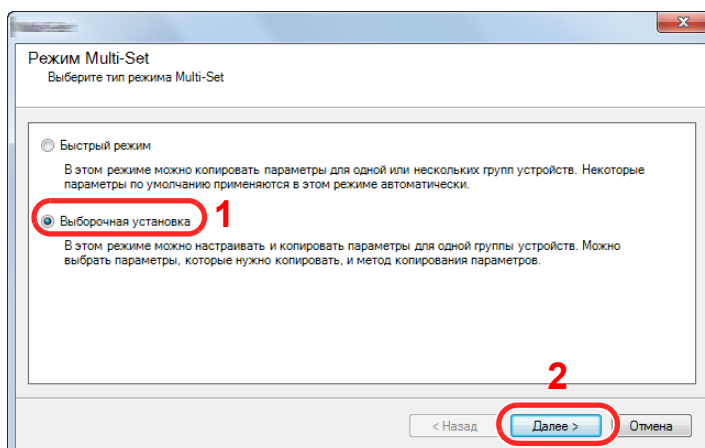 Режим Multi-Set
Выберите тип режима Multi-Set
Быстрый режим
В этом режиме можно копировать параметры для одной или нескольких групп устройств. Некоторые
параметры по умолчанию применяются в этом режиме автоматически.
Выборочная установка 1
В этом режиме можно настраивать и копировать параметры для одной группы устройств. Можно
выбрать параметры, которые нужно копировать, и метод копирования параметров.
2
< Назад Далее > Отмена